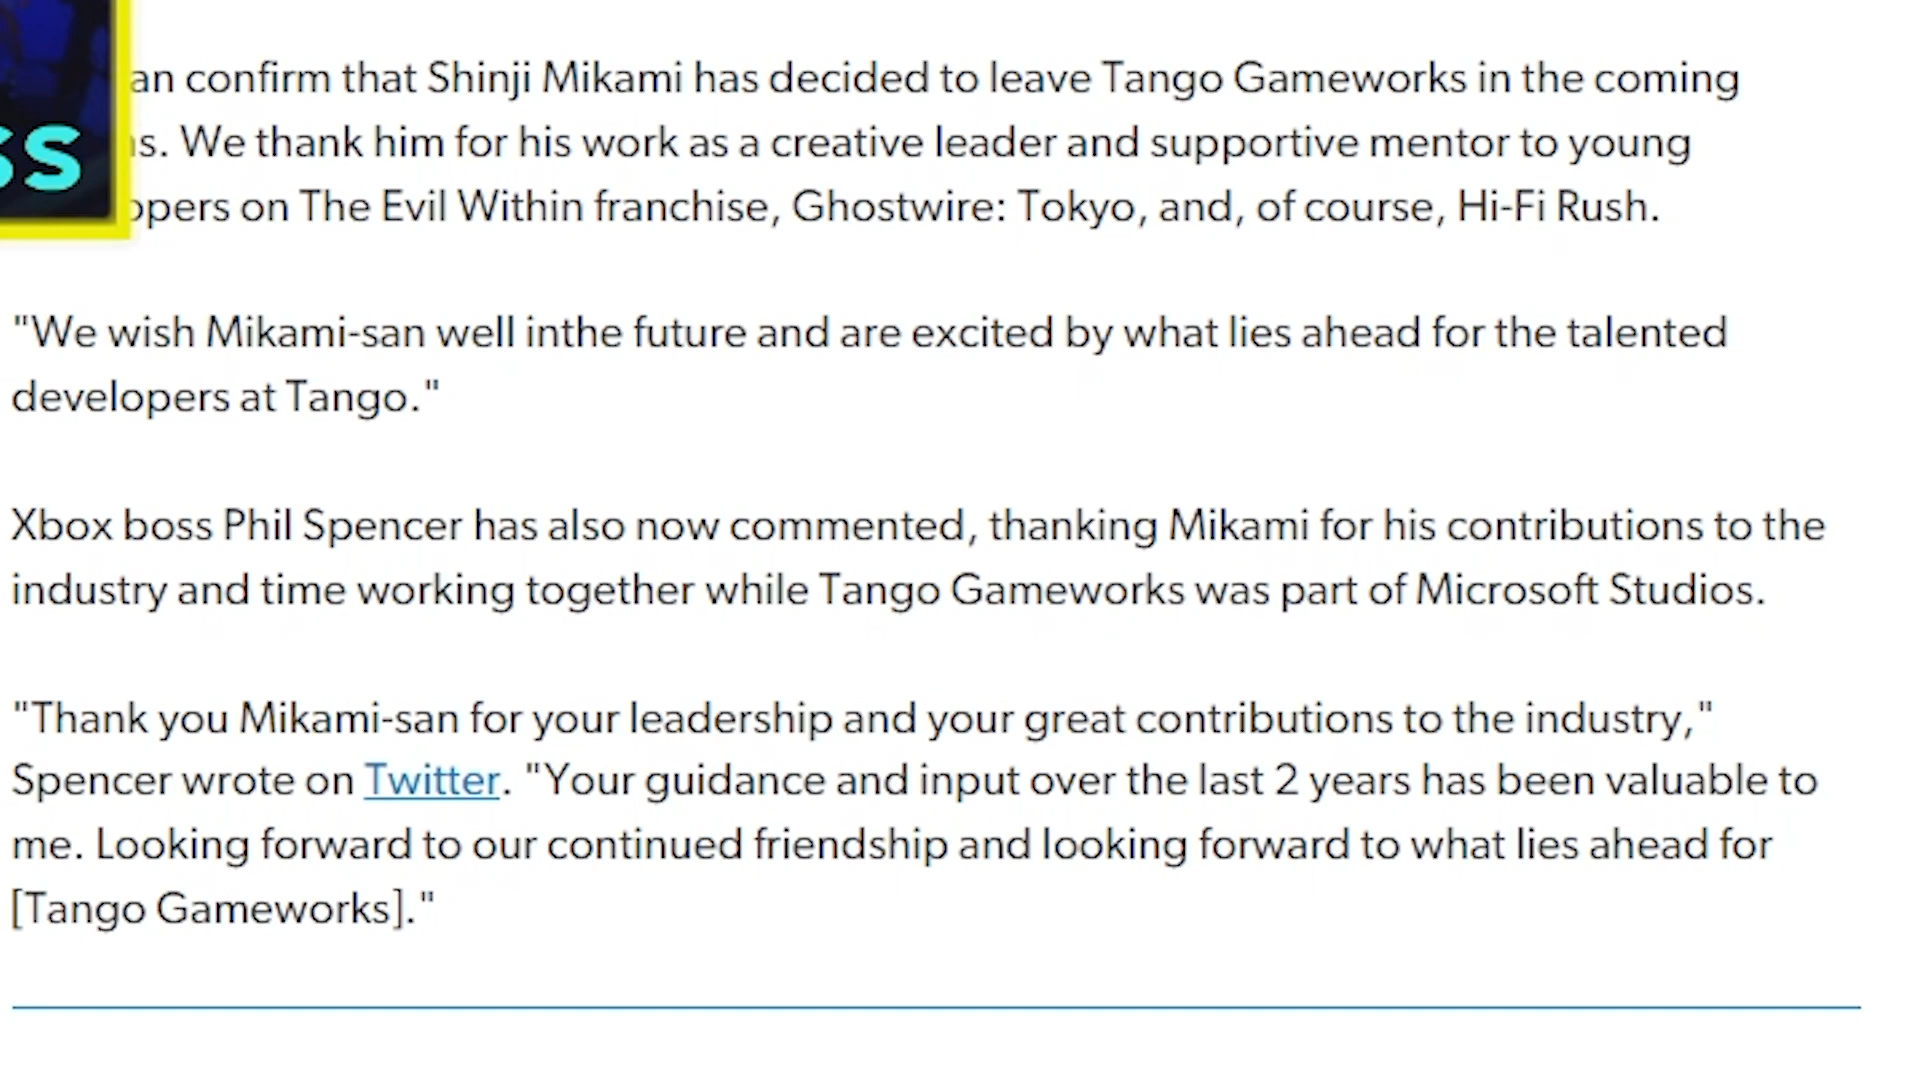 an confirm that Shinji Mikami has decided to leave Tango Gameworks in the coming
SS
s. We thank him for his work as a creative leader and supportive mentor to young
opers on The Evil Within franchise, Ghostwire: Tokyo, and, of course, Hi-Fi Rush.
"We wish Mikami-san well inthe future and are excited by what lies ahead for the talented
developers at Tango."
Xbox boss Phil Spencer has also now commented, thanking Mikami for his contributions to the
industry and time working together while Tango Gameworks was part of Microsoft Studios.
"Thank you Mikami-san for your leadership and your great contributions to the industry,"
Spencer wrote on Twitter. "Your guidance and input over the last 2 years has been valuable to
me. Looking forward to our continued friendship and looking forward to what lies ahead for
[Tango Gameworks]."